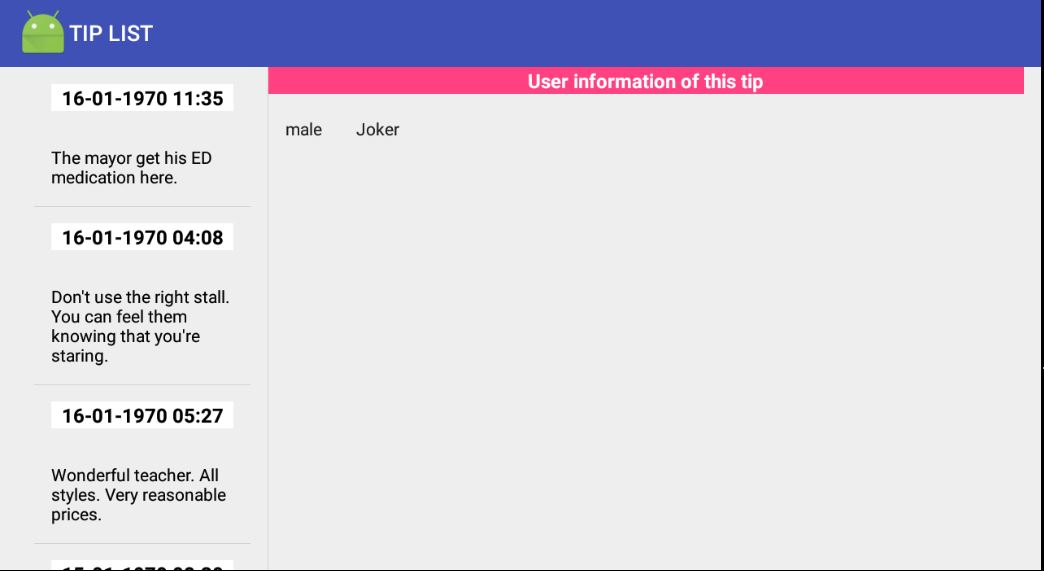 TIP LIST
User information of this tip
16-01-1970 11:35
male Joker
The mayor get his ED
medication here.
16-01-1970 04:08
Don't use the right stall.
You can feel them
knowing that you're
staring.
16-01-1970 05:27
Wonderful teacher. All
styles. Very reasonable
prices.